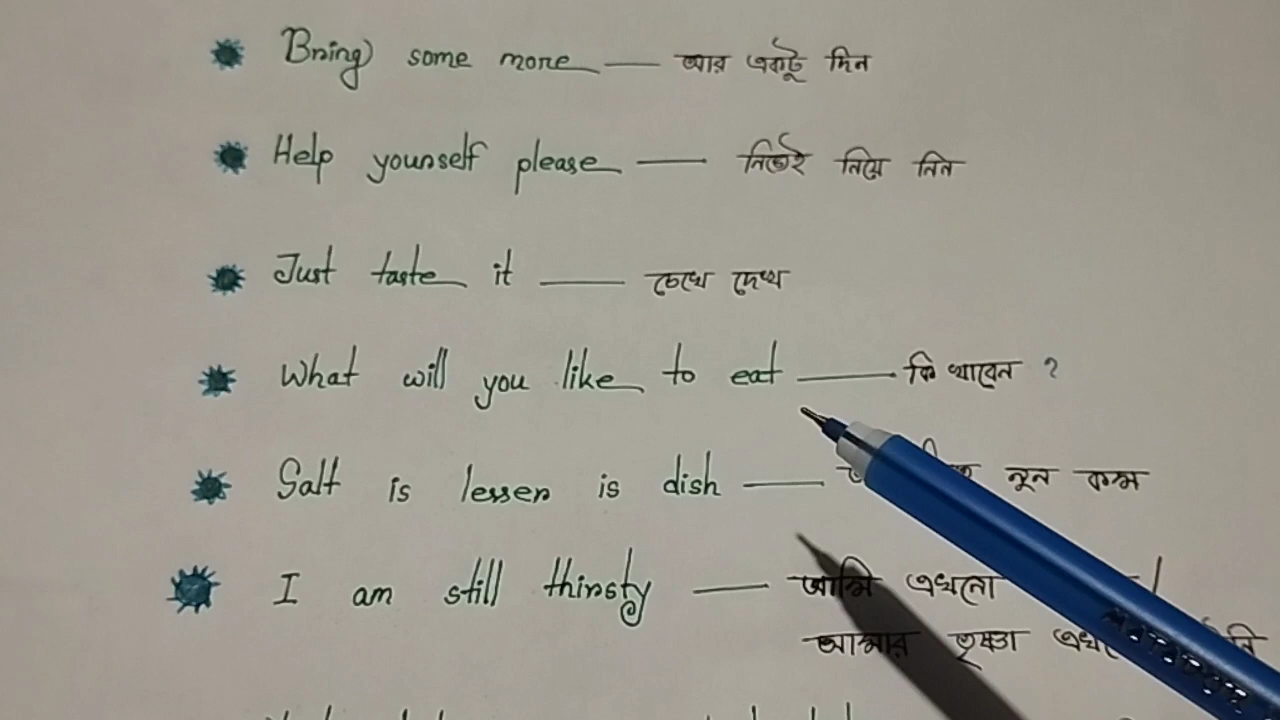 Bring some more — আর একটু দিন
Help yourself please — নিজেই নিয়ে নিন
Just taste it — চেখে দেখ
What will you like to eat — কি খাবেন ?
Salt is lesser is dish — নুন কম
I am still thirsty — আমি এখনো
আমার তৃষ্ণা